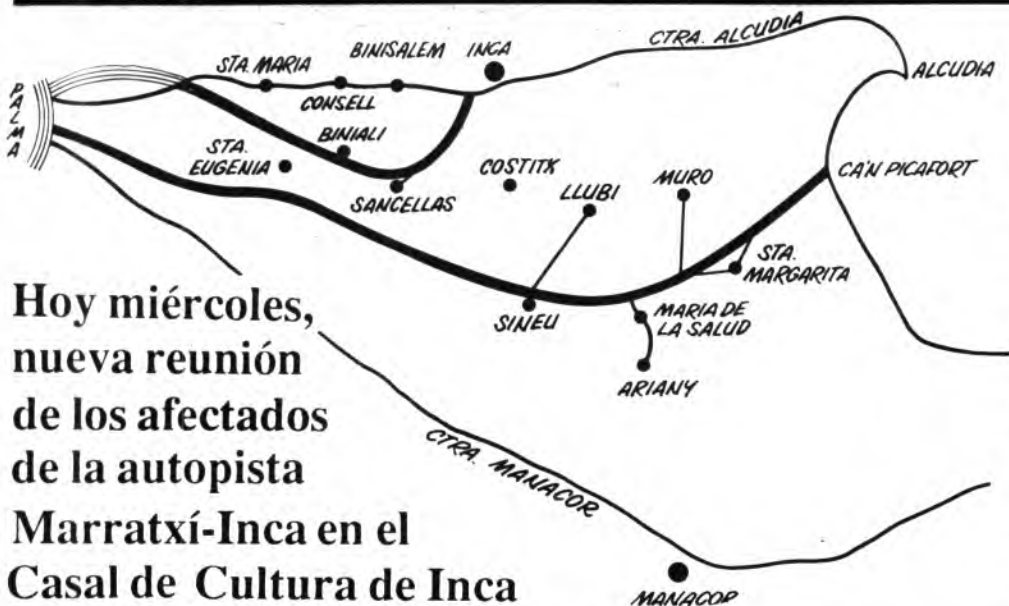 CTRA. ALCUDIA
BINISALEM
INCA
STA. MARIA
ALCUDIA
PALMA
CONSELL
BINIALI
STA.
EUGENIA
COSTITX
MURO
CA'N PICAFORT
LLUBI
SANCELLAS
STA.
MARGARITA
SINEU
MARIA DE
LA SALUD
ARIANY
Hoy miércoles,
nueva reunión
de los afectados
de la autopista
Marratxí-Inca en el
Casal de Cultura de Inca
CTRA. MANACOR
MANACOR